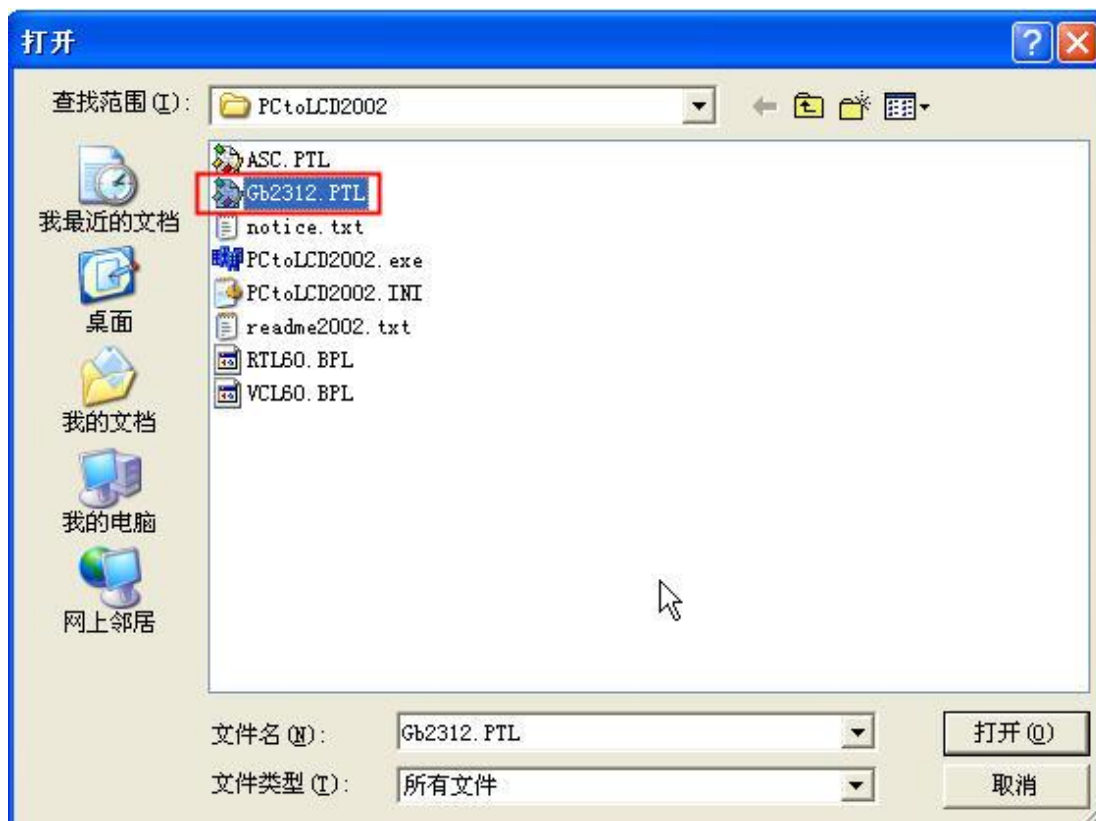 打开
查找范围(I):
PCtoLCD2002
ASC.PTL
Gb2312.PTL
notice.txt
PCtoLCD2002.exe
PCtoLCD2002.INI
readme2002.txt
RTL60.BPL
VCL60.BPL
我最近的文档
桌面
我的文档
我的电脑
网上邻居
文件名(N):
Gb2312.PTL
打开(O)
文件类型(T):
所有文件
取消